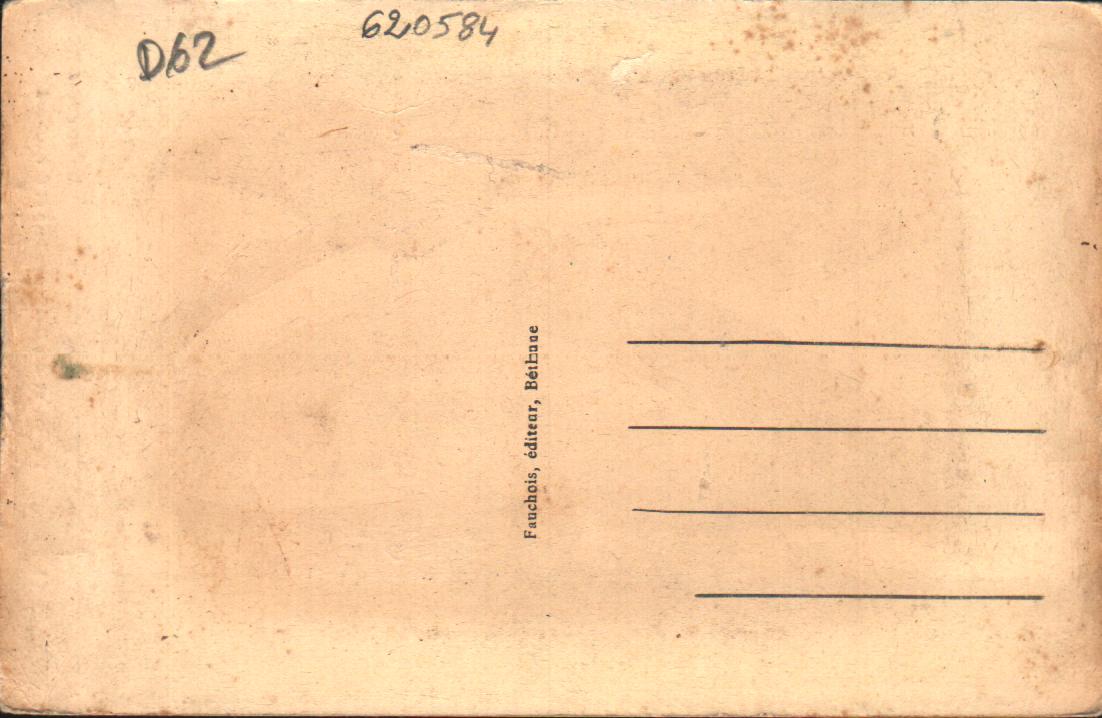 D62
620584
Fauchois, éditeur, Béthune